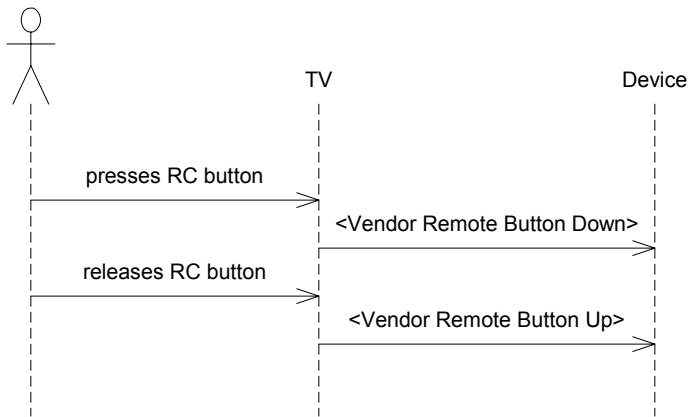 TV
Device
presses RC button
<Vendor Remote Button Down>
releases RC button
<Vendor Remote Button Up>